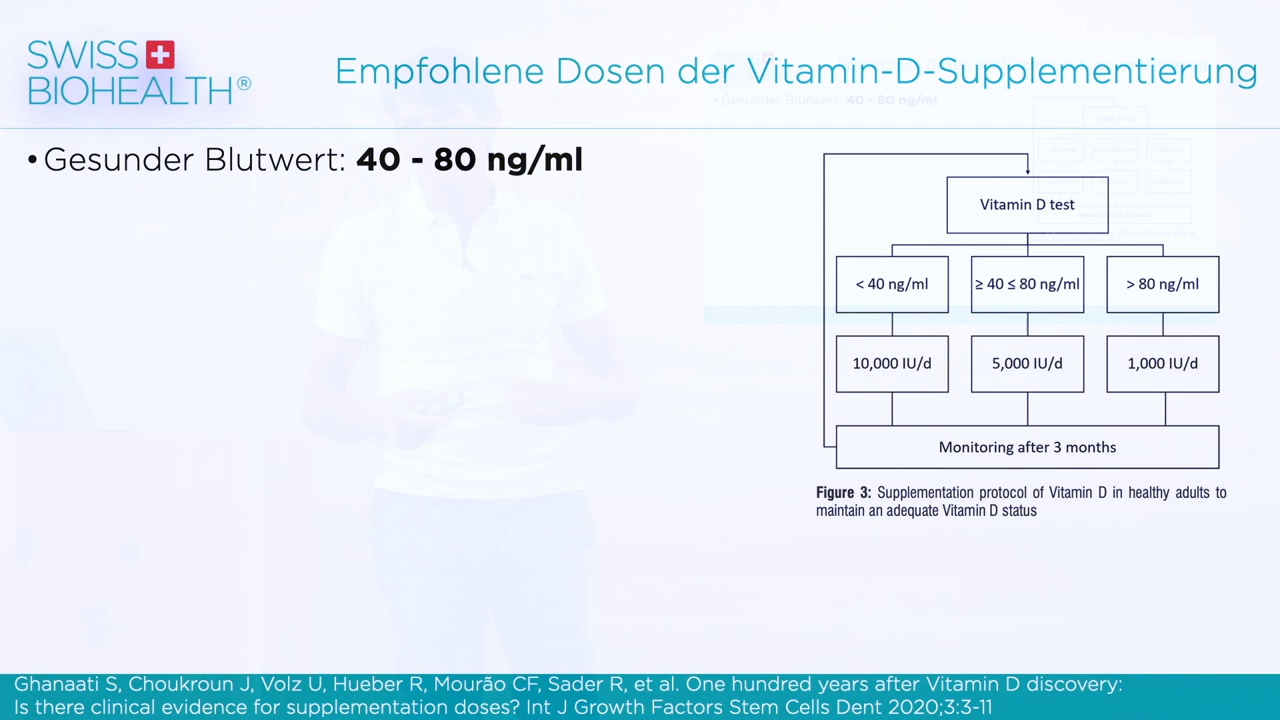 SWISS
BIOHEALTH®
Empfohlene Dosen der Vitamin-D-Supplementierung
• Gesunder Blutwert: 40 - 80 ng/ml
Vitamin D test
< 40 ng/ml
≥ 40 ≤ 80 ng/ml
> 80 ng/ml
10,000 IU/d
5,000 IU/d
1,000 IU/d
Monitoring after 3 months
Figure 3: Supplementation protocol of Vitamin D in healthy adults to
maintain an adequate Vitamin D status
Ghanaati S, Choukroun J, Volz U, Hueber R, Mourão CF, Sader R, et al. One hundred years after Vitamin D discovery:
Is there clinical evidence for supplementation doses? Int J Growth Factors Stem Cells Dent 2020;3:3-11